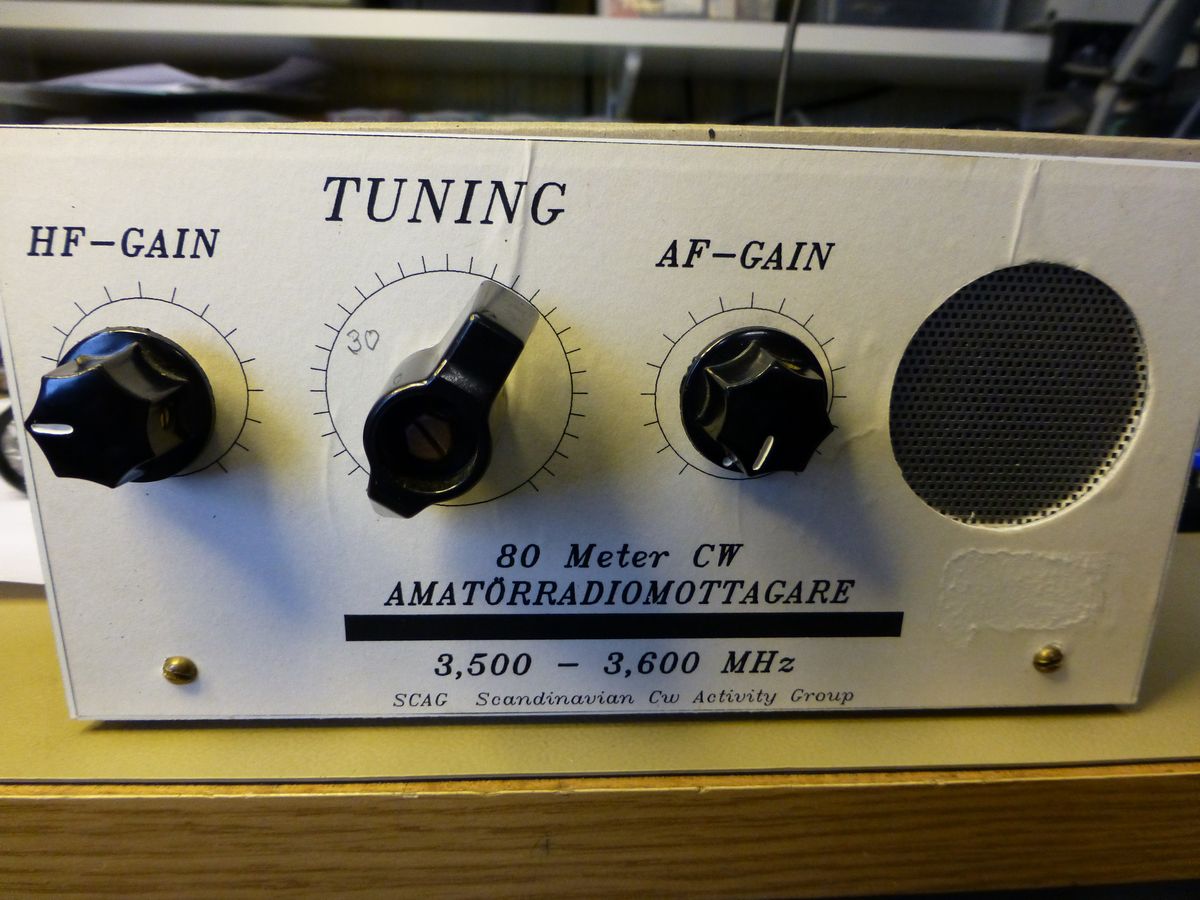 TUNING
HF-GAIN
AF-GAIN
30
80 Meter CW
AMATÖRRADIOMOTTAGARE
3,500 - 3,600 MHz
SCAG Scandinavian Cw Activity Group